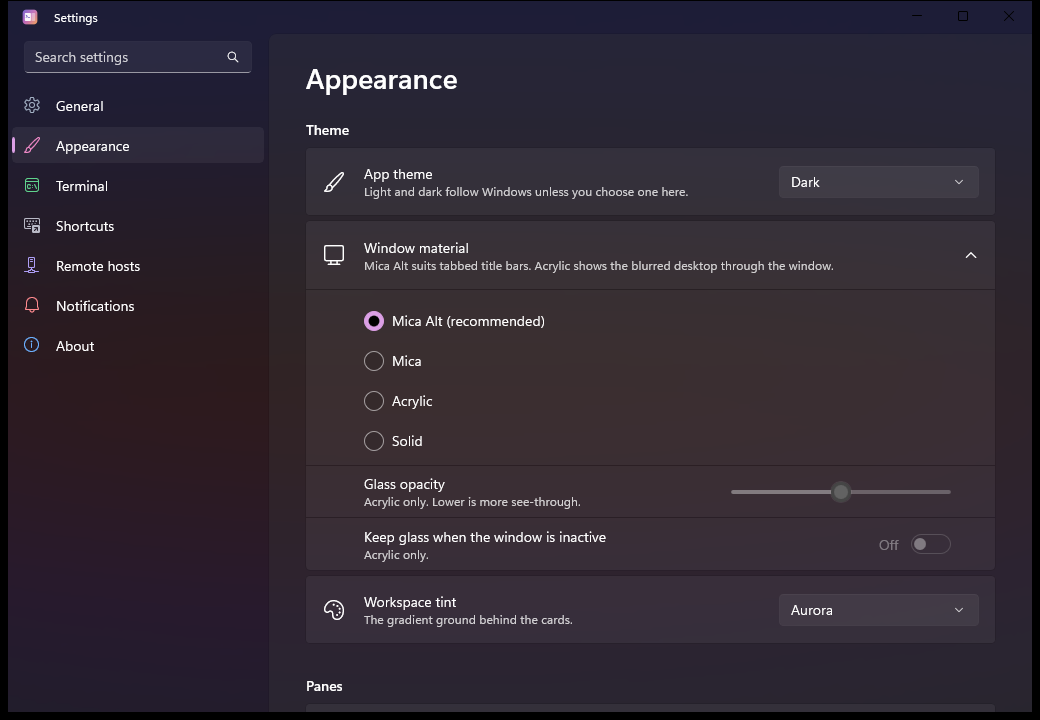 Settings
Search settings
General
Appearance
Terminal
Shortcuts
Remote hosts
Notifications
About
Appearance
Theme
App theme
Light and dark follow Windows unless you choose one here.
Dark
Window material
Mica Alt suits tabbed title bars. Acrylic shows the blurred desktop through the window.
Mica Alt (recommended)
Mica
Acrylic
Solid
Glass opacity
Acrylic only. Lower is more see-through.
Keep glass when the window is inactive
Acrylic only.
Off
Workspace tint
The gradient ground behind the cards.
Aurora
Panes